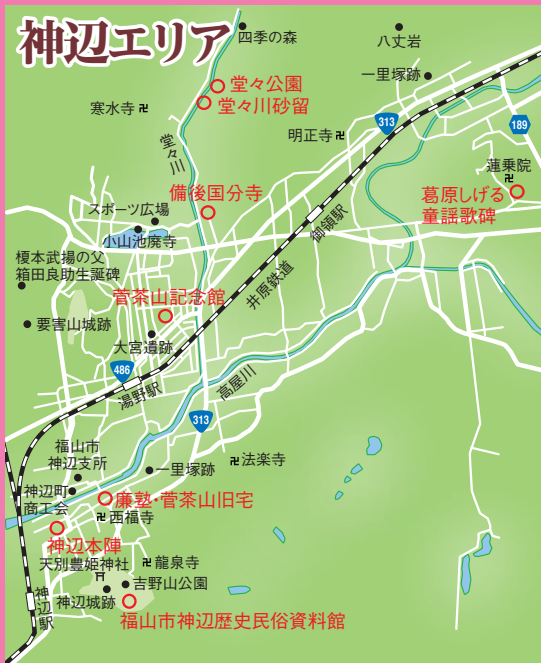 神辺エリア
四季の森
八丈岩
一里塚跡
堂々公園
堂々川砂留
寒水寺
明正寺
313
189
堂々川
蓮乗院
葛原しげる
童謡歌碑
備後国分寺
スポーツ広場
小山池廃寺
御領駅
榎本武揚の父
箱田良助生誕碑
井原鉄道
菅茶山記念館
要害山城跡
大宮遺跡
486
湯野駅
高屋川
313
福山市
神辺支所
一里塚跡
法楽寺
神辺町
商工会
廉塾・菅茶山旧宅
西福寺
神辺本陣
天別豊姫神社
龍泉寺
吉野山公園
神辺城跡
神辺駅
福山市神辺歴史民俗資料館